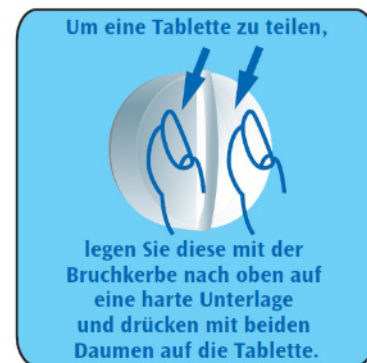 Um eine Tablette zu teilen,
legen Sie diese mit der
Bruchkerbe nach oben auf
eine harte Unterlage
und drücken mit beiden
Daumen auf die Tablette.